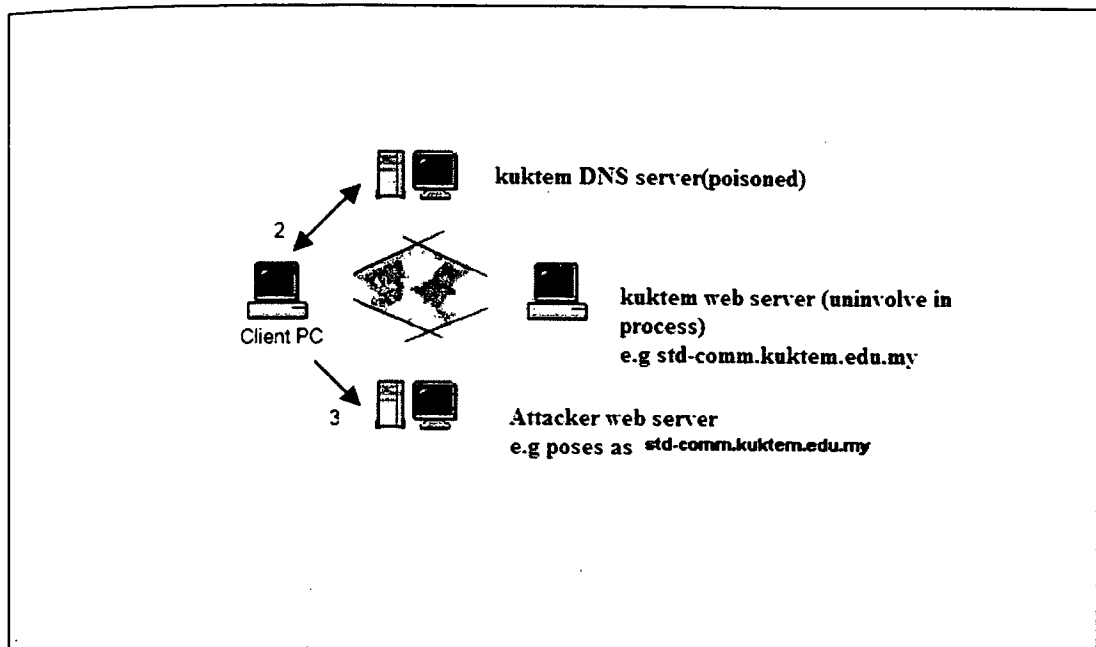 kuktem DNS server(poisoned)
2
kuktem web server (uninvolve in
process)
e.g std-comm.kuktem.edu.my
Client PC
3
Attacker web server
e.g poses as std-comm.kuktem.edu.my